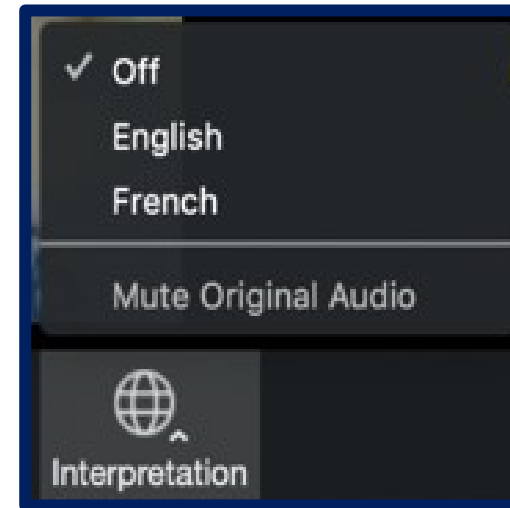 Off
English
French
Mute Original Audio
Interpretation